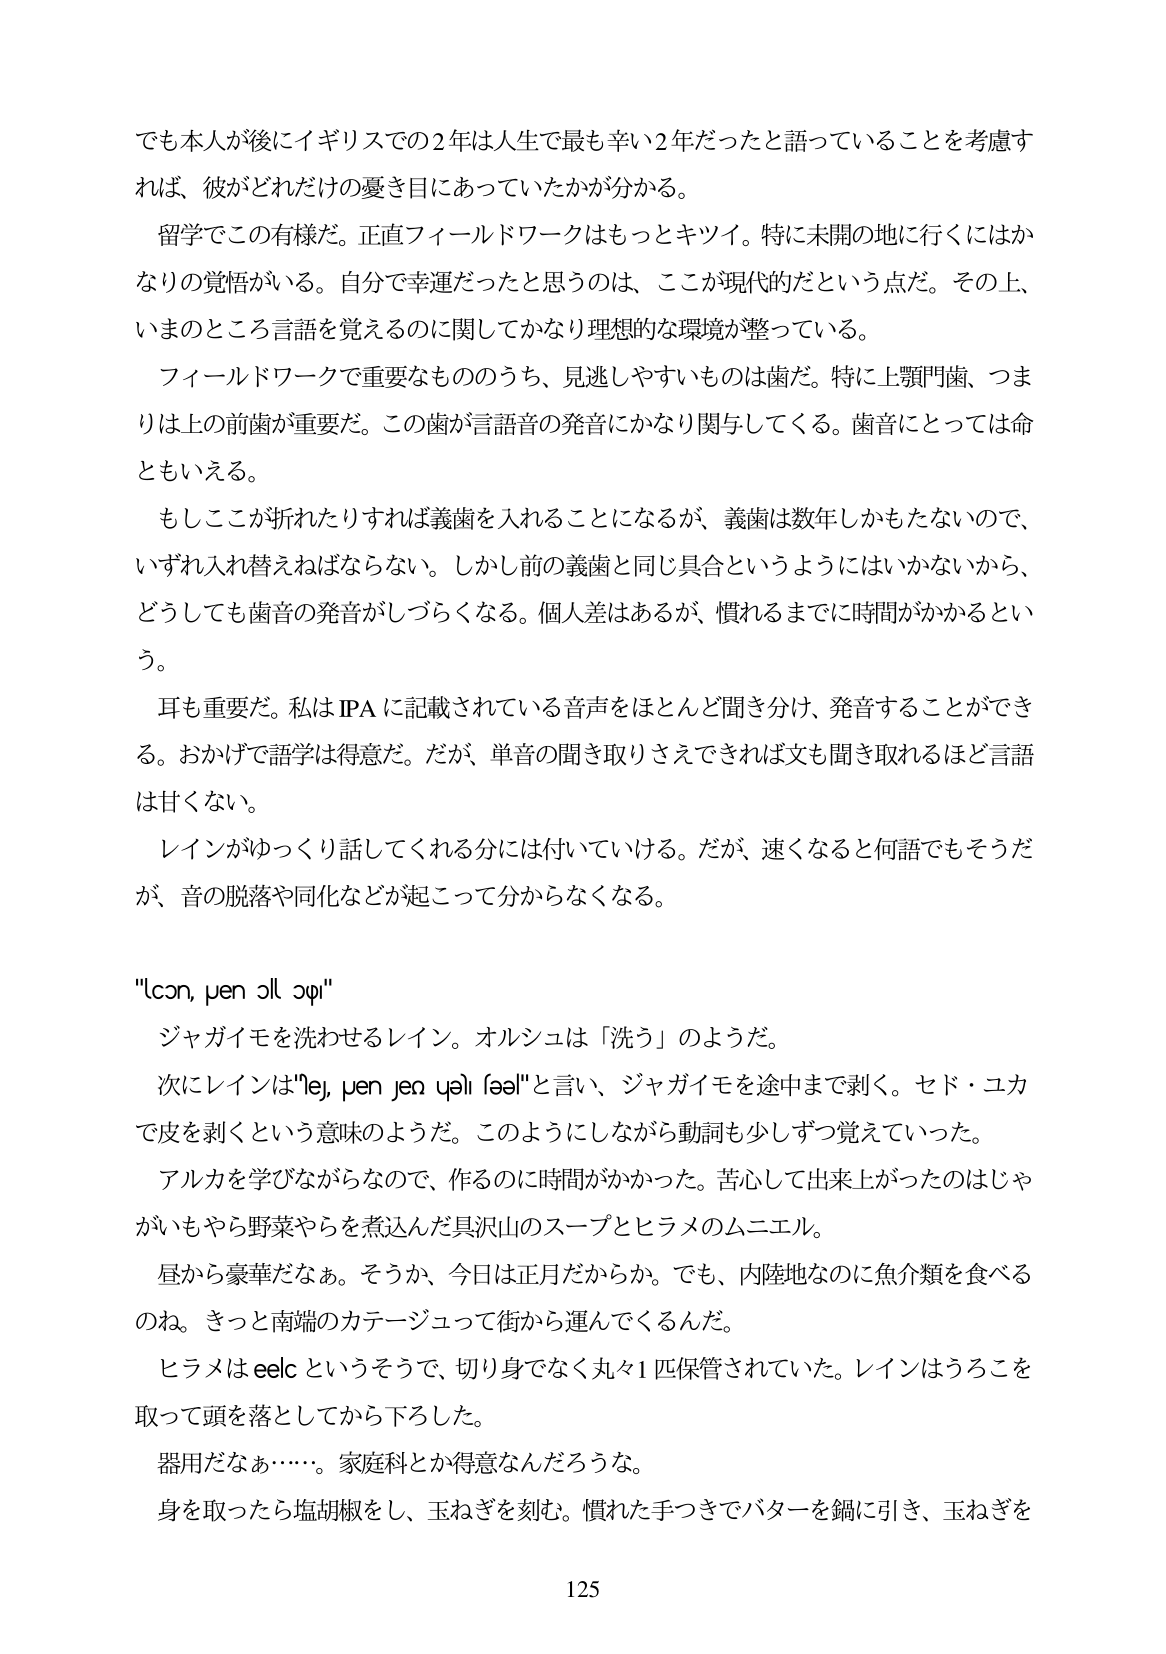 でも本人が後にイギリスでの2年は人生で最も辛い2年だったと語っていることを考慮す
れば、彼がどれだけの憂き目にあっていたかが分かる。
留学でこの有様だ。正直フィールドワークはもっとキツイ。特に未開の地に行くにはか
なりの覚悟がいる。自分で幸運だったと思うのは、ここが現代的だという点だ。その上、
いまのところ言語を覚えるのに関してかなり理想的な環境が整っている。
フィールドワークで重要なもののうち、見逃しやすいものは歯だ。特に上顎門歯、つま
りは上の前歯が重要だ。この歯が言語音の発音にかなり関与してくる。歯音にとっては命
ともいえる。
もしここが折れたりすれば義歯を入れることになるが、義歯は数年しかもたないので、
いずれ入れ替えねばならない。しかし前の義歯と同じ具合というようにはいかないから、
どうしても歯音の発音がしづらくなる。個人差はあるが、慣れるまでに時間がかかるとい
う。
耳も重要だ。私は IPA に記載されている音声をほとんど聞き分け、発音することができ
る。おかげで語学は得意だ。だが、単音の聞き取りさえできれば文も聞き取れるほど言語
は甘くない。
レインがゆっくり話してくれる分には付いていける。だが、速くなると何語でもそうだ
が、音の脱落や同化などが起こって分からなくなる。
ジャガイモを洗わせるレイン。オルシュは「洗う」のようだ。
次にレインは と言い、ジャガイモを途中まで剥く。セド・ユカ
で皮を剥くという意味のようだ。このようにしながら動詞も少しずつ覚えていった。
アルカを学びながらなので、作るのに時間がかかった。苦心して出来上がったのはじゃ
がいもやら野菜やらを煮込んだ具沢山のスープとヒラメのムニエル。
昼から豪華だなぁ。そうか、今日は正月だからか。でも、内陸地なのに魚介類を食べる
のね。きっと南端のカテージュって街から運んでくるんだ。
ヒラメは eelc というそうで、切り身でなく丸々1 匹保管されていた。レインはうろこを
取って頭を落としてから下ろした。
器用だなぁ……。家庭科とか得意なんだろうな。
身を取ったら塩胡椒をし、玉ねぎを刻む。慣れた手つきでバターを鍋に引き、玉ねぎを
125